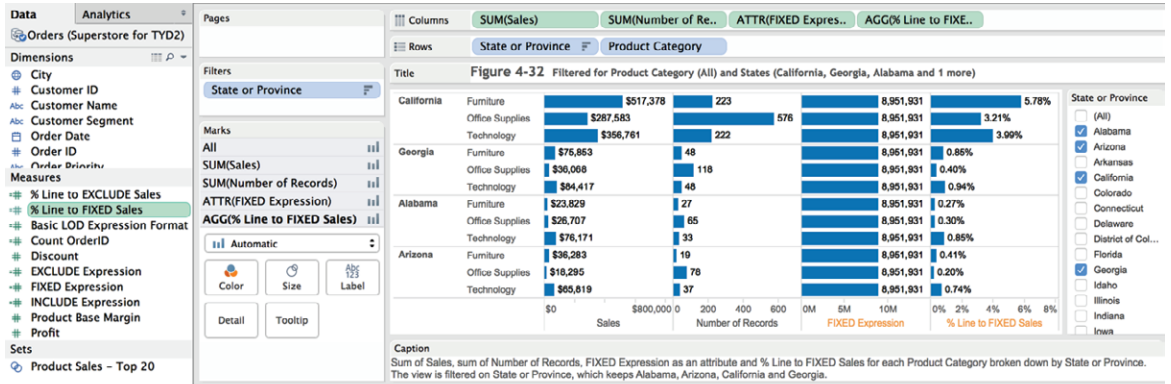 Data Analytics
Orders (Superstore for TYD2)
Dimensions
City
Customer ID
Abc Customer Name
Abc Customer Segment
Order Date
Order ID
Abc Order Priority
Measures
% Line to EXCLUDE Sales
% Line to FIXED Sales
Basic LOD Expression Format
Count OrderID
Discount
EXCLUDE Expression
FIXED Expression
INCLUDE Expression
Product Base Margin
Profit
Sets
Product Sales – Top 20
Pages
Filters
State or Province
Marks
All
SUM(Sales)
SUM(Number of Records)
ATTR(FIXED Expression)
AGG(% Line to FIXED Sales)
Automatic
Color Size Abc 123 Label
Detail Tooltip
Columns SUM(Sales) SUM(Number of Re.. ATTR(FIXED Expres.. AGG(% Line to FIXE..
Rows State or Province Product Category
Title Figure 4-32 Filtered for Product Category (All) and States (California, Georgia, Alabama and 1 more)
California Furniture $517,378 223 8,951,931 5.78%
Office Supplies $287,583 576 8,951,931 3.21%
Technology $356,761 222 8,951,931 3.99%
Georgia Furniture $75,853 48 8,951,931 0.85%
Office Supplies $36,068 118 8,951,931 0.40%
Technology $84,417 48 8,951,931 0.94%
Alabama Furniture $23,829 27 8,951,931 0.27%
Office Supplies $26,707 65 8,951,931 0.30%
Technology $76,171 33 8,951,931 0.85%
Arizona Furniture $36,283 19 8,951,931 0.41%
Office Supplies $18,295 78 8,951,931 0.20%
Technology $65,819 37 8,951,931 0.74%
$0 $800,000 0 200 400 600 0M 5M 10M 0% 2% 4% 6% 8%
Sales Number of Records FIXED Expression % Line to FIXED Sales
State or Province
(All)
Alabama
Arizona
Arkansas
California
Colorado
Connecticut
Delaware
District of Col...
Florida
Georgia
Idaho
Illinois
Indiana
Iowa
Caption
Sum of Sales, sum of Number of Records, FIXED Expression as an attribute and % Line to FIXED Sales for each Product Category broken down by State or Province.
The view is filtered on State or Province, which keeps Alabama, Arizona, California and Georgia.